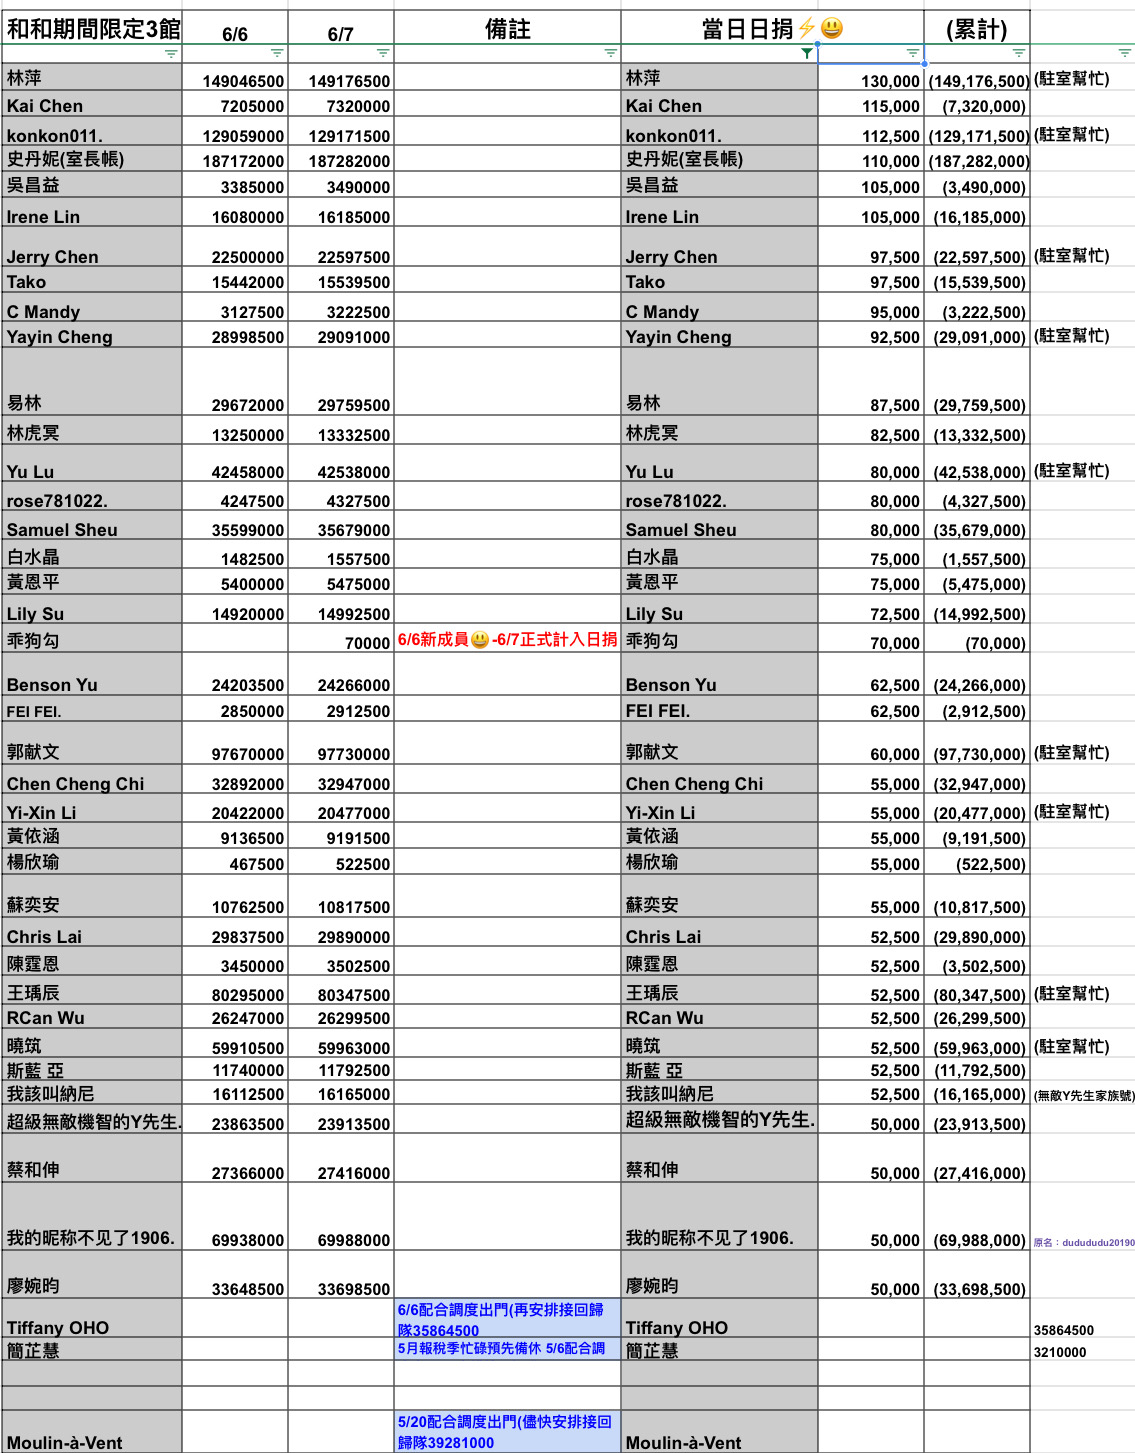 和和期間限定3館 6/6 6/7 備註 當日日捐⚡😃 (累計)
林萍 149046500 149176500 林萍 130,000 (149,176,500) (駐室幫忙)
Kai Chen 7205000 7320000 Kai Chen 115,000 (7,320,000)
konkon011. 129059000 129171500 konkon011. 112,500 (129,171,500) (駐室幫忙)
史丹妮(室長帳) 187172000 187282000 史丹妮(室長帳) 110,000 (187,282,000)
吳昌益 3385000 3490000 吳昌益 105,000 (3,490,000)
Irene Lin 16080000 16185000 Irene Lin 105,000 (16,185,000)
Jerry Chen 22500000 22597500 Jerry Chen 97,500 (22,597,500) (駐室幫忙)
Tako 15442000 15539500 Tako 97,500 (15,539,500)
C Mandy 3127500 3222500 C Mandy 95,000 (3,222,500)
Yayin Cheng 28998500 29091000 Yayin Cheng 92,500 (29,091,000) (駐室幫忙)
易林 29672000 29759500 易林 87,500 (29,759,500)
林虎冥 13250000 13332500 林虎冥 82,500 (13,332,500)
Yu Lu 42458000 42538000 Yu Lu 80,000 (42,538,000) (駐室幫忙)
rose781022. 4247500 4327500 rose781022. 80,000 (4,327,500)
Samuel Sheu 35599000 35679000 Samuel Sheu 80,000 (35,679,000)
白水晶 1482500 1557500 白水晶 75,000 (1,557,500)
黃恩平 5400000 5475000 黃恩平 75,000 (5,475,000)
Lily Su 14920000 14992500 Lily Su 72,500 (14,992,500)
乖狗勾 70000 6/6新成員😃-6/7正式計入日捐 乖狗勾 70,000 (70,000)
Benson Yu 24203500 24266000 Benson Yu 62,500 (24,266,000)
FEI FEI. 2850000 2912500 FEI FEI. 62,500 (2,912,500)
郭献文 97670000 97730000 郭献文 60,000 (97,730,000) (駐室幫忙)
Chen Cheng Chi 32892000 32947000 Chen Cheng Chi 55,000 (32,947,000)
Yi-Xin Li 20422000 20477000 Yi-Xin Li 55,000 (20,477,000) (駐室幫忙)
黃依涵 9136500 9191500 黃依涵 55,000 (9,191,500)
楊欣瑜 467500 522500 楊欣瑜 55,000 (522,500)
蘇奕安 10762500 10817500 蘇奕安 55,000 (10,817,500)
Chris Lai 29837500 29890000 Chris Lai 52,500 (29,890,000)
陳霆恩 3450000 3502500 陳霆恩 52,500 (3,502,500)
王瑀辰 80295000 80347500 王瑀辰 52,500 (80,347,500) (駐室幫忙)
RCan Wu 26247000 26299500 RCan Wu 52,500 (26,299,500)
曉筑 59910500 59963000 曉筑 52,500 (59,963,000) (駐室幫忙)
斯藍 亞 11740000 11792500 斯藍 亞 52,500 (11,792,500)
我該叫納尼 16112500 16165000 我該叫納尼 52,500 (16,165,000) (無敵Y先生家族號)
超級無敵機智的Y先生. 23863500 23913500 超級無敵機智的Y先生. 50,000 (23,913,500)
蔡和伸 27366000 27416000 蔡和伸 50,000 (27,416,000)
我的昵称不见了1906. 69938000 69988000 我的昵称不见了1906. 50,000 (69,988,000) 原名：dudududu20190
廖婉昀 33648500 33698500 廖婉昀 50,000 (33,698,500)
6/6配合調度出門(再安排接回歸
Tiffany OHO 隊35864500 Tiffany OHO 35864500
簡芷慧 5月報稅季忙碌預先備休 5/6配合調 簡芷慧 3210000
5/20配合調度出門(儘快安排接回
Moulin-à-Vent 歸隊39281000 Moulin-à-Vent